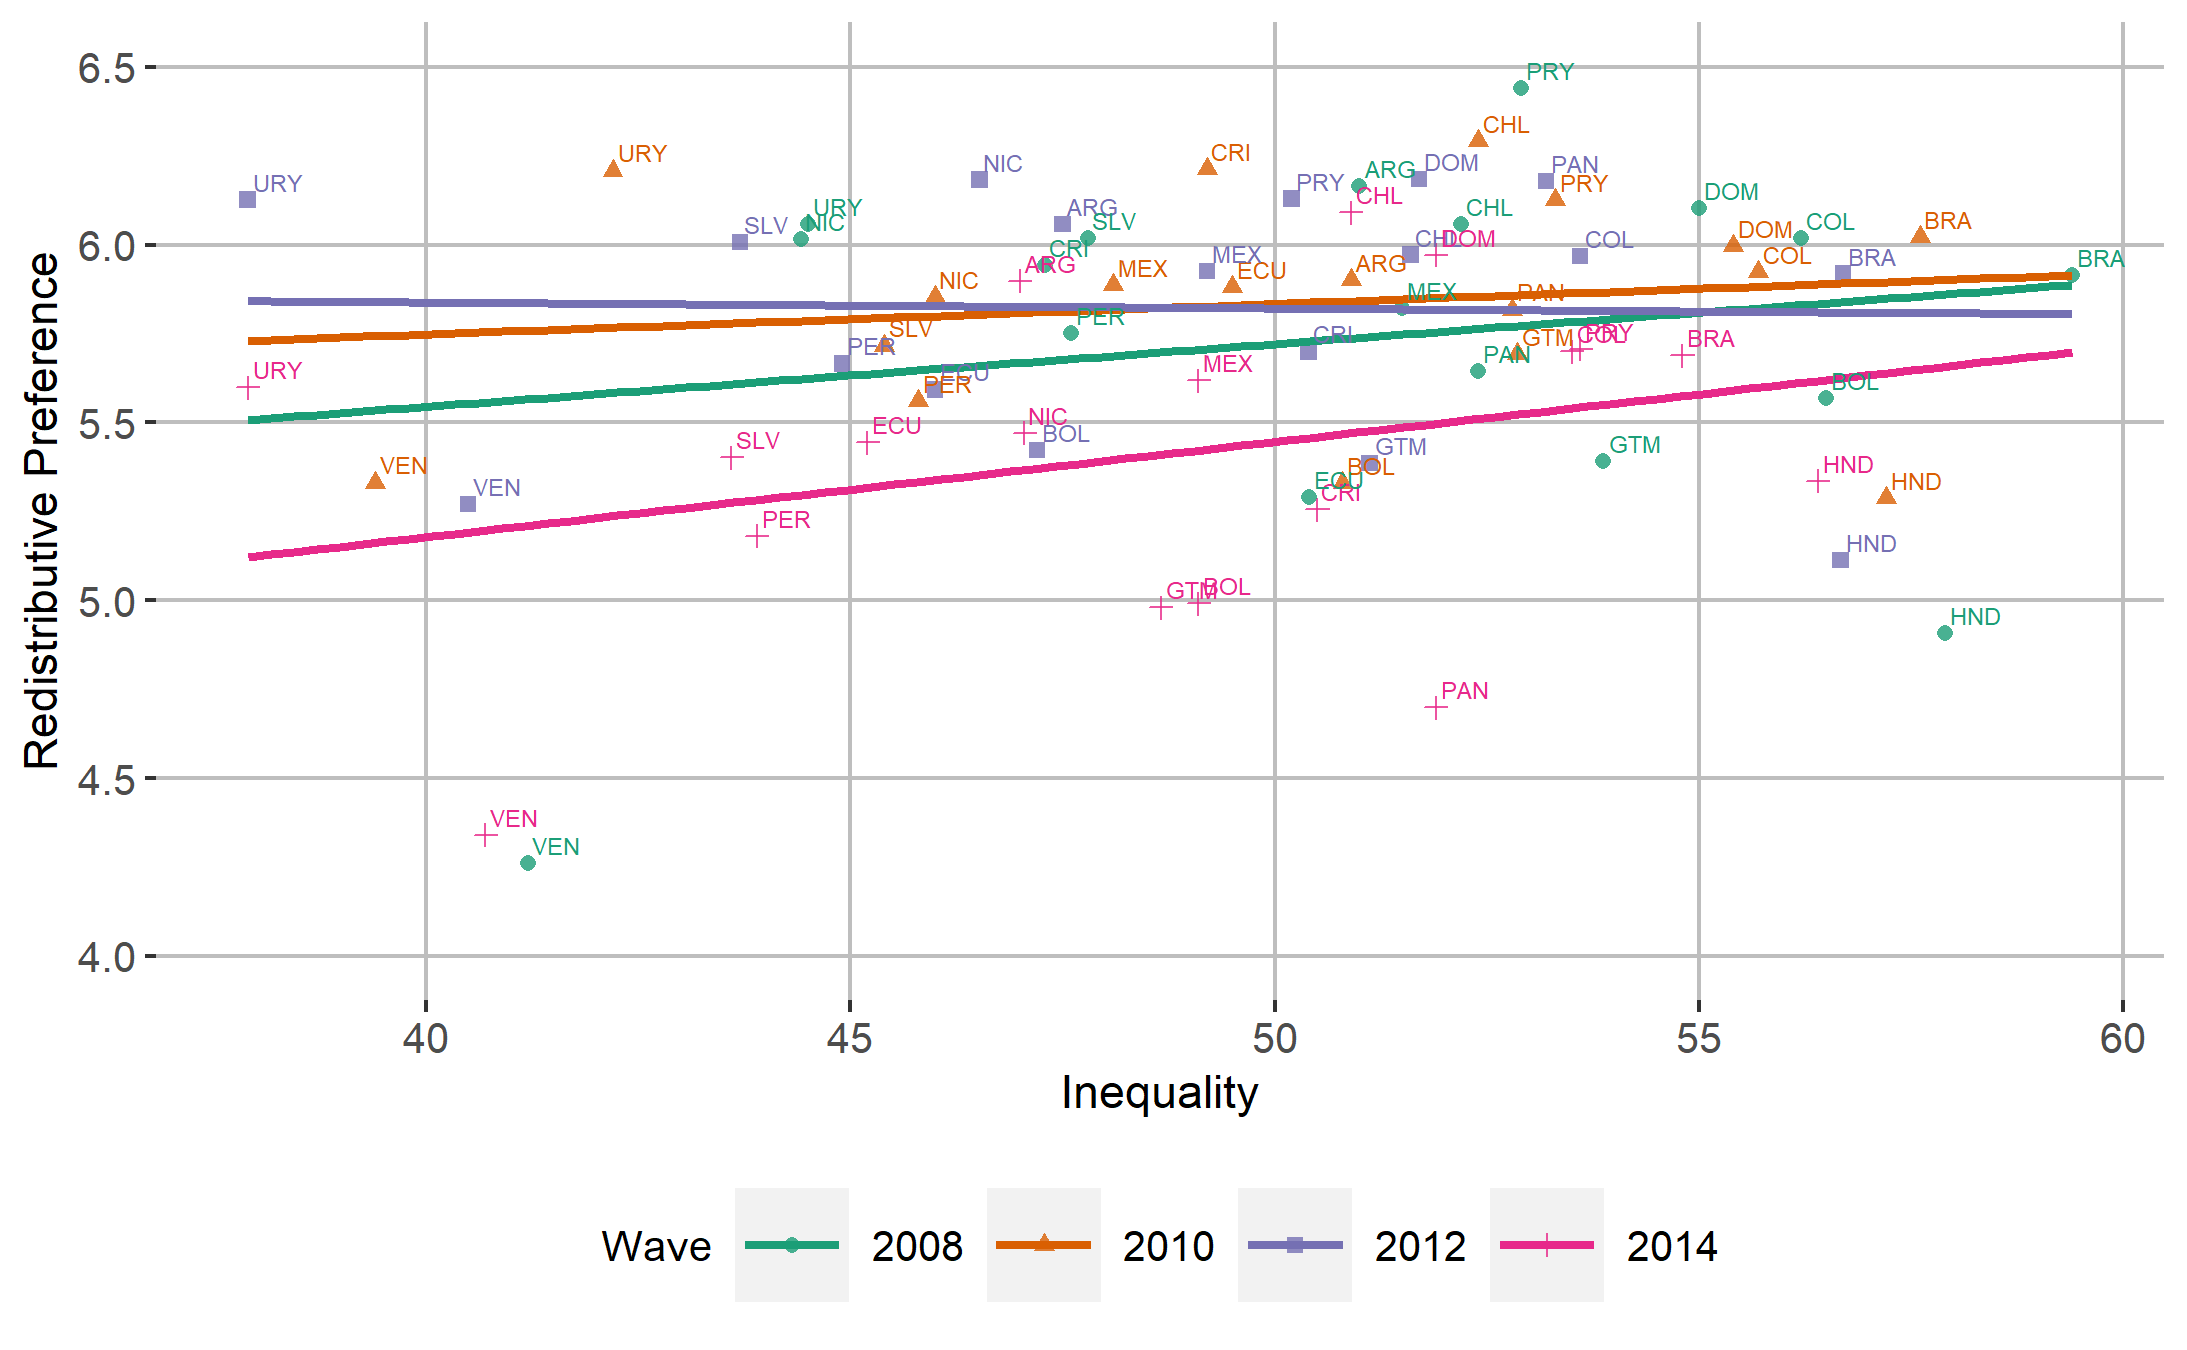 6.5
6.0
5.5
5.0
4.5
4.0
Redistributive Preference
PRY
CHL
URY
NIC
CRI
ARG
DOM
PAN
URY
CHL
PRY
PRY
DOM
URY
NIC
SLV
ARG
SLV
CHL
COL
BRA
CRI
MEX
CHL
DOM
COL
DOM
COL
BRA
BRA
ARG
MEX
ECU
ARG
NIC
MEX
PAN
PER
SLV
PER
CRI
GTM
COL
PRY
BRA
PAN
URY
ECU
PER
MEX
BOL
NIC
BOL
ECU
SLV
GTM
GTM
VEN
VEN
BOL
ECU
CRI
HND
HND
PER
HND
GTM
BOL
HND
PAN
VEN
VEN
40 45 50 55 60
Inequality
Wave 2008 2010 2012 2014